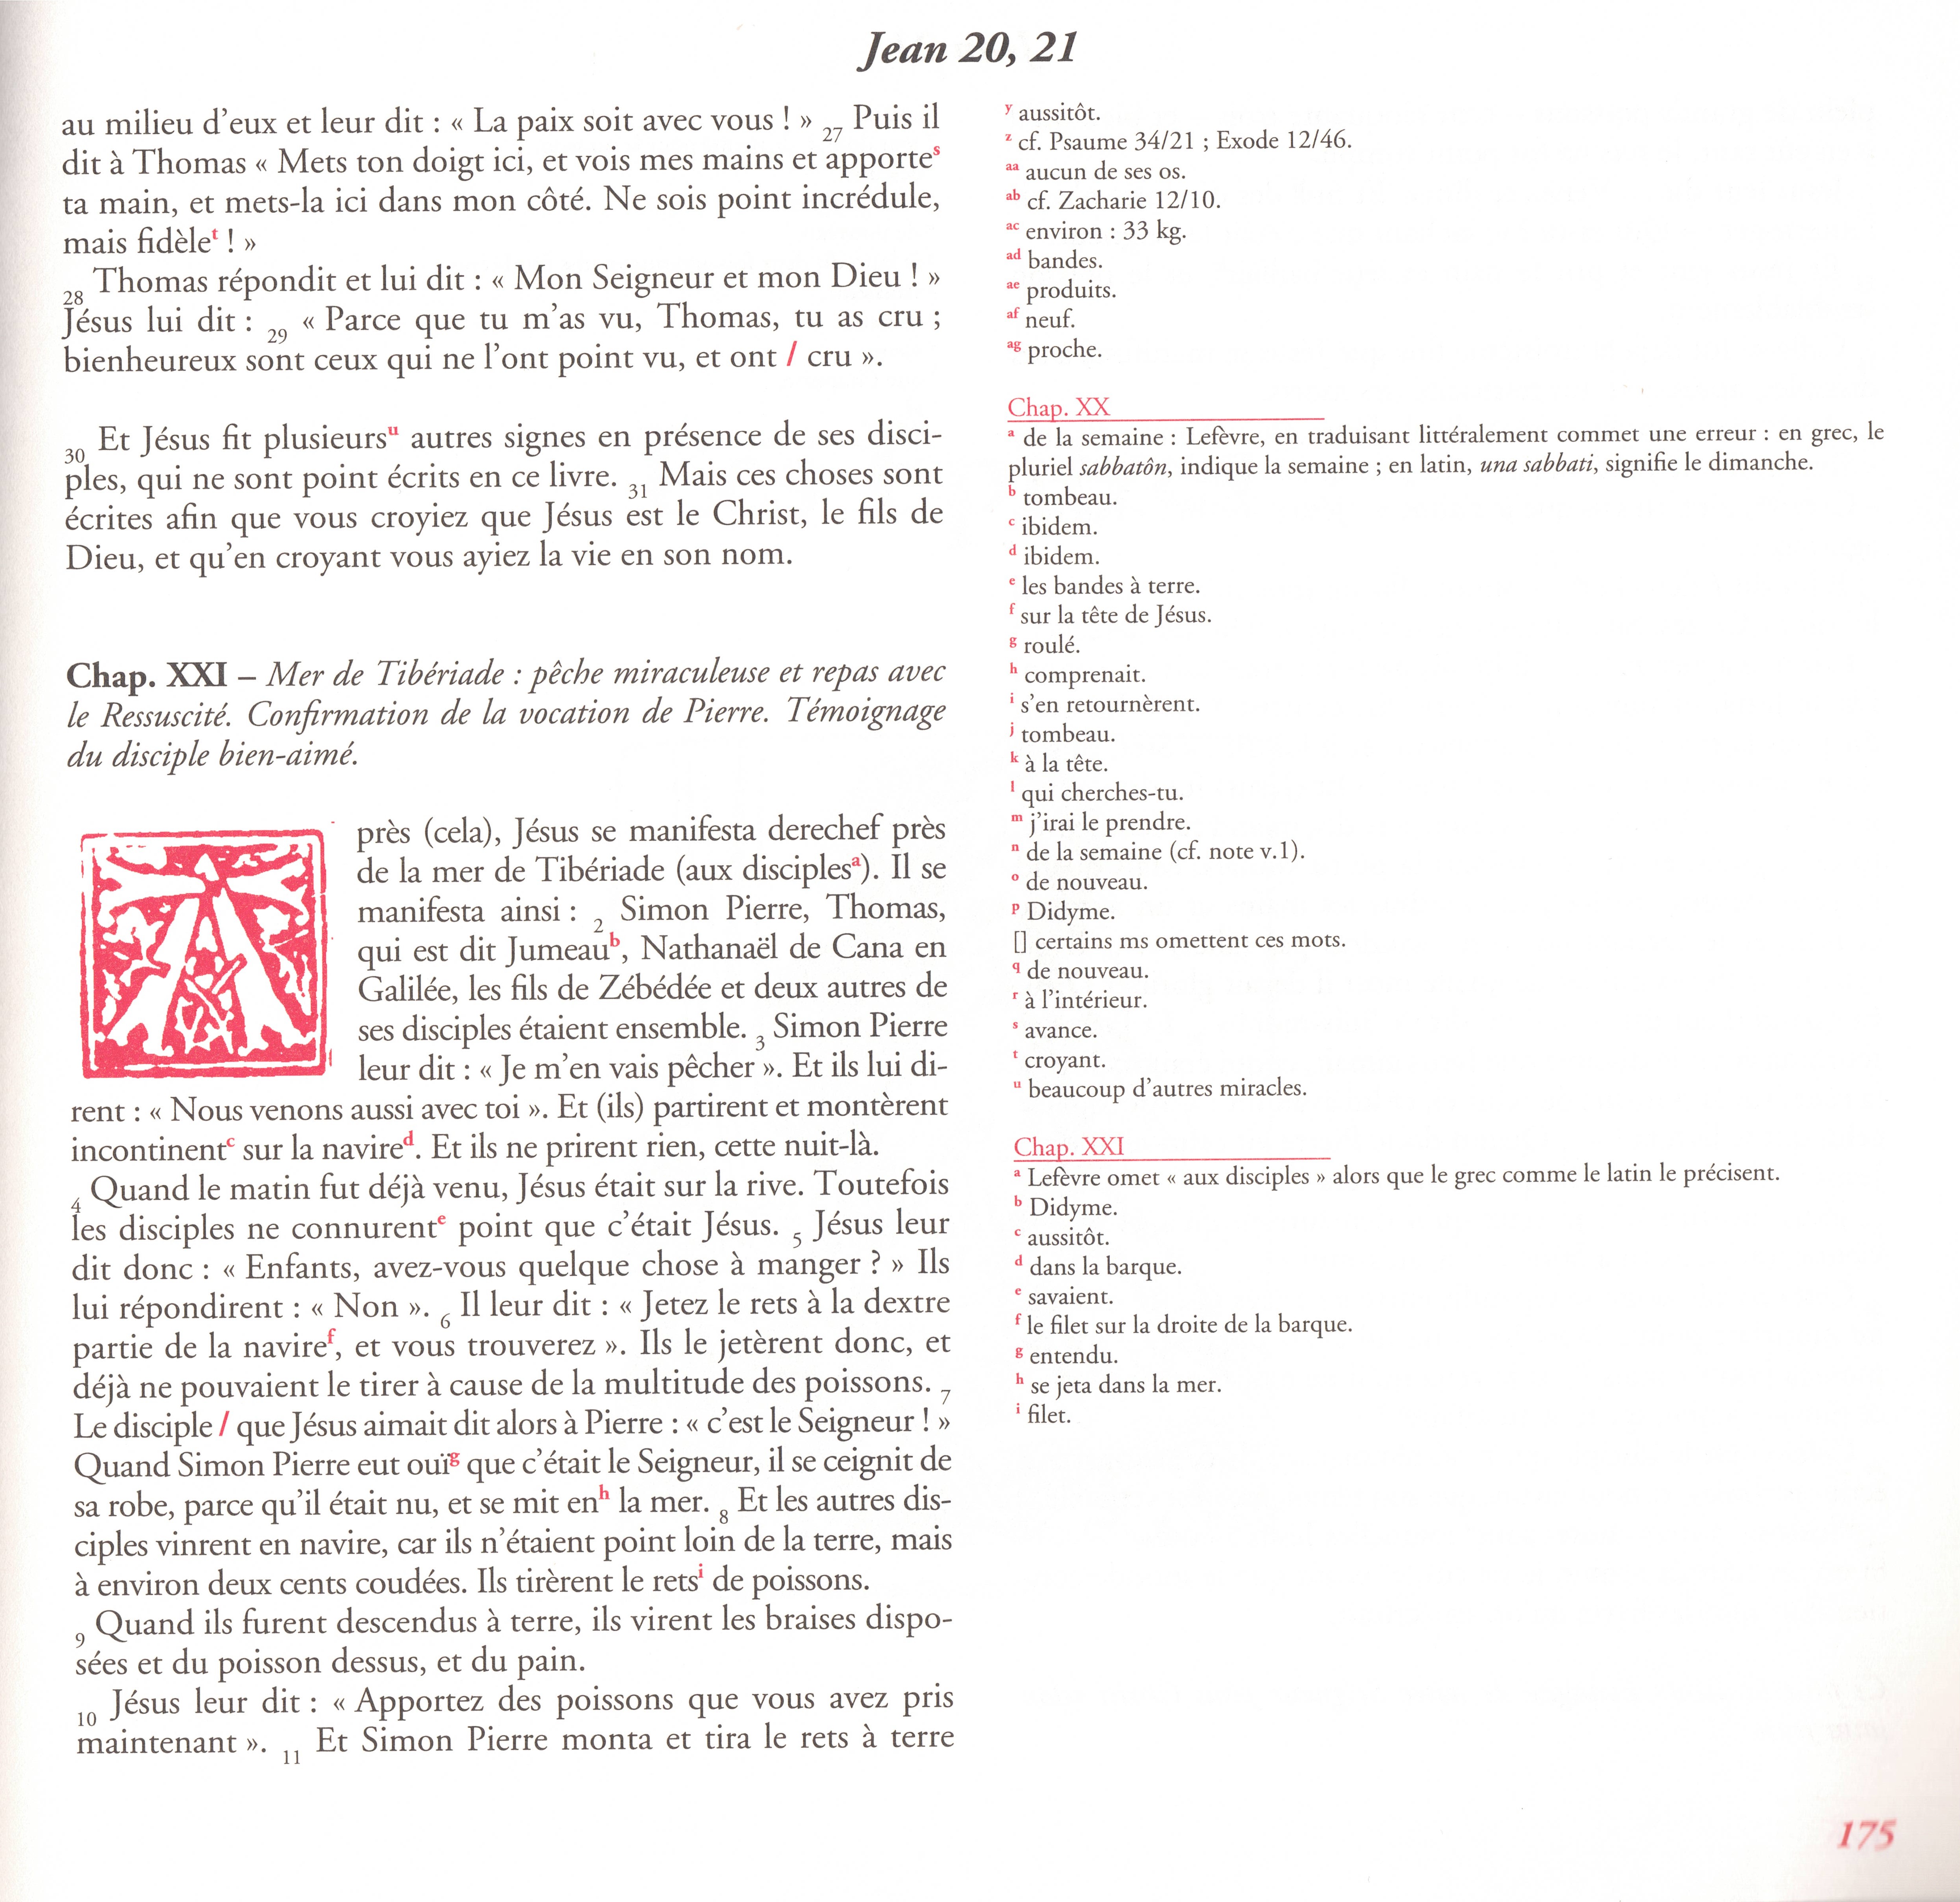 Jean 20, 21
au milieu d'eux et leur dit : « La paix soit avec vous ! » 27 Puis il
dit à Thomas « Mets ton doigt ici, et vois mes mains et apporteˢ
ta main, et mets-la ici dans mon côté. Ne sois point incrédule,
mais fidèleᵗ ! »
28 Thomas répondit et lui dit : « Mon Seigneur et mon Dieu ! »
Jésus lui dit : 29 « Parce que tu m'as vu, Thomas, tu as cru ;
bienheureux sont ceux qui ne l'ont point vu, et ont / cru ».
30 Et Jésus fit plusieursᵘ autres signes en présence de ses disci-
ples, qui ne sont point écrits en ce livre. 31 Mais ces choses sont
écrites afin que vous croyiez que Jésus est le Christ, le fils de
Dieu, et qu'en croyant vous ayiez la vie en son nom.
Chap. XXI – Mer de Tibériade : pêche miraculeuse et repas avec
le Ressuscité. Confirmation de la vocation de Pierre. Témoignage
du disciple bien-aimé.
Après (cela), Jésus se manifesta derechef près
de la mer de Tibériade (aux disciplesᵃ). Il se
manifesta ainsi : 2 Simon Pierre, Thomas,
qui est dit Jumeauᵇ, Nathanaël de Cana en
Galilée, les fils de Zébédée et deux autres de
ses disciples étaient ensemble. 3 Simon Pierre
leur dit : « Je m'en vais pêcher ». Et ils lui di-
rent : « Nous venons aussi avec toi ». Et (ils) partirent et montèrent
incontinentᶜ sur la navireᵈ. Et ils ne prirent rien, cette nuit-là.
4 Quand le matin fut déjà venu, Jésus était sur la rive. Toutefois
les disciples ne connurentᵉ point que c'était Jésus. 5 Jésus leur
dit donc : « Enfants, avez-vous quelque chose à manger ? » Ils
lui répondirent : « Non ». 6 Il leur dit : « Jetez le rets à la dextre
partie de la navireᶠ, et vous trouverez ». Ils le jetèrent donc, et
déjà ne pouvaient le tirer à cause de la multitude des poissons. 7
Le disciple / que Jésus aimait dit alors à Pierre : « c'est le Seigneur ! »
Quand Simon Pierre eut ouïᵍ que c'était le Seigneur, il se ceignit de
sa robe, parce qu'il était nu, et se mit enʰ la mer. 8 Et les autres dis-
ciples vinrent en navire, car ils n'étaient point loin de la terre, mais
à environ deux cents coudées. Ils tirèrent le retsⁱ de poissons.
9 Quand ils furent descendus à terre, ils virent les braises dispo-
sées et du poisson dessus, et du pain.
10 Jésus leur dit : « Apportez des poissons que vous avez pris
maintenant ». 11 Et Simon Pierre monta et tira le rets à terre
y aussitôt.
z cf. Psaume 34/21 ; Exode 12/46.
aa aucun de ses os.
ab cf. Zacharie 12/10.
ac environ : 33 kg.
ad bandes.
ae produits.
af neuf.
ag proche.
Chap. XX
a de la semaine : Lefèvre, en traduisant littéralement commet une erreur : en grec, le
pluriel sabbatôn, indique la semaine ; en latin, una sabbati, signifie le dimanche.
b tombeau.
c ibidem.
d ibidem.
e les bandes à terre.
f sur la tête de Jésus.
g roulé.
h comprenait.
i s'en retournèrent.
j tombeau.
k à la tête.
l qui cherches-tu.
m j'irai le prendre.
n de la semaine (cf. note v.1).
o de nouveau.
p Didyme.
[] certains ms omettent ces mots.
q de nouveau.
r à l'intérieur.
s avance.
t croyant.
u beaucoup d'autres miracles.
Chap. XXI
a Lefèvre omet « aux disciples » alors que le grec comme le latin le précisent.
b Didyme.
c aussitôt.
d dans la barque.
e savaient.
f le filet sur la droite de la barque.
g entendu.
h se jeta dans la mer.
i filet.
175